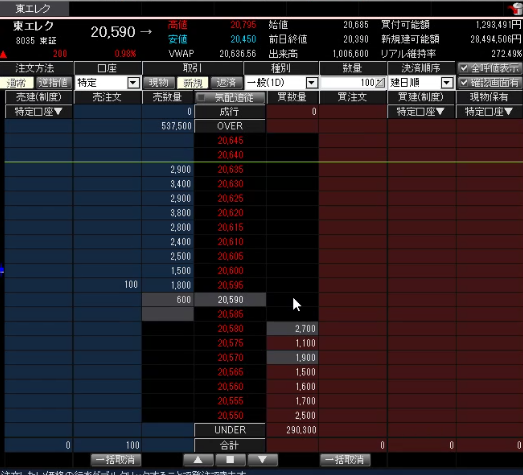 東エレク
東エレク 20,590 → 高値 20,795 始値 20,685 買付可能額 1,293,491円
8035 東証 安値 20,450 前日終値 20,390 新規建可能額 28,494,506円
▲ 200 0.98% VWAP 20,636.56 出来高 1,006,600 リアル維持率 272.49%
注文方法 口座 取引 種別 数量 決済順序 ✓全呼値表示
通常 逆指値 特定▼ 現物 新規 返済 一般(1D)▼ 100 建日順▼ ✓確認画面有
売建(制度) 売注文 売数量 気配追従 買数量 買注文 買建(制度) 現物保有
特定口座▼ 0 成行 0 特定口座▼ 特定口座▼
537,500 OVER
20,645
20,640
2,900 20,635
3,400 20,630
2,900 20,625
3,800 20,620
2,800 20,615
2,400 20,610
2,500 20,605
1,500 20,600
100 1,800 20,595
600 20,590
20,585
20,580 2,700
20,575 1,100
20,570 1,900
20,565 1,500
20,560 1,600
20,555 1,700
20,550 2,500
UNDER 290,300
0 100 合計 0 0 0
一括取消 ▲ ■ ▼ 一括取消